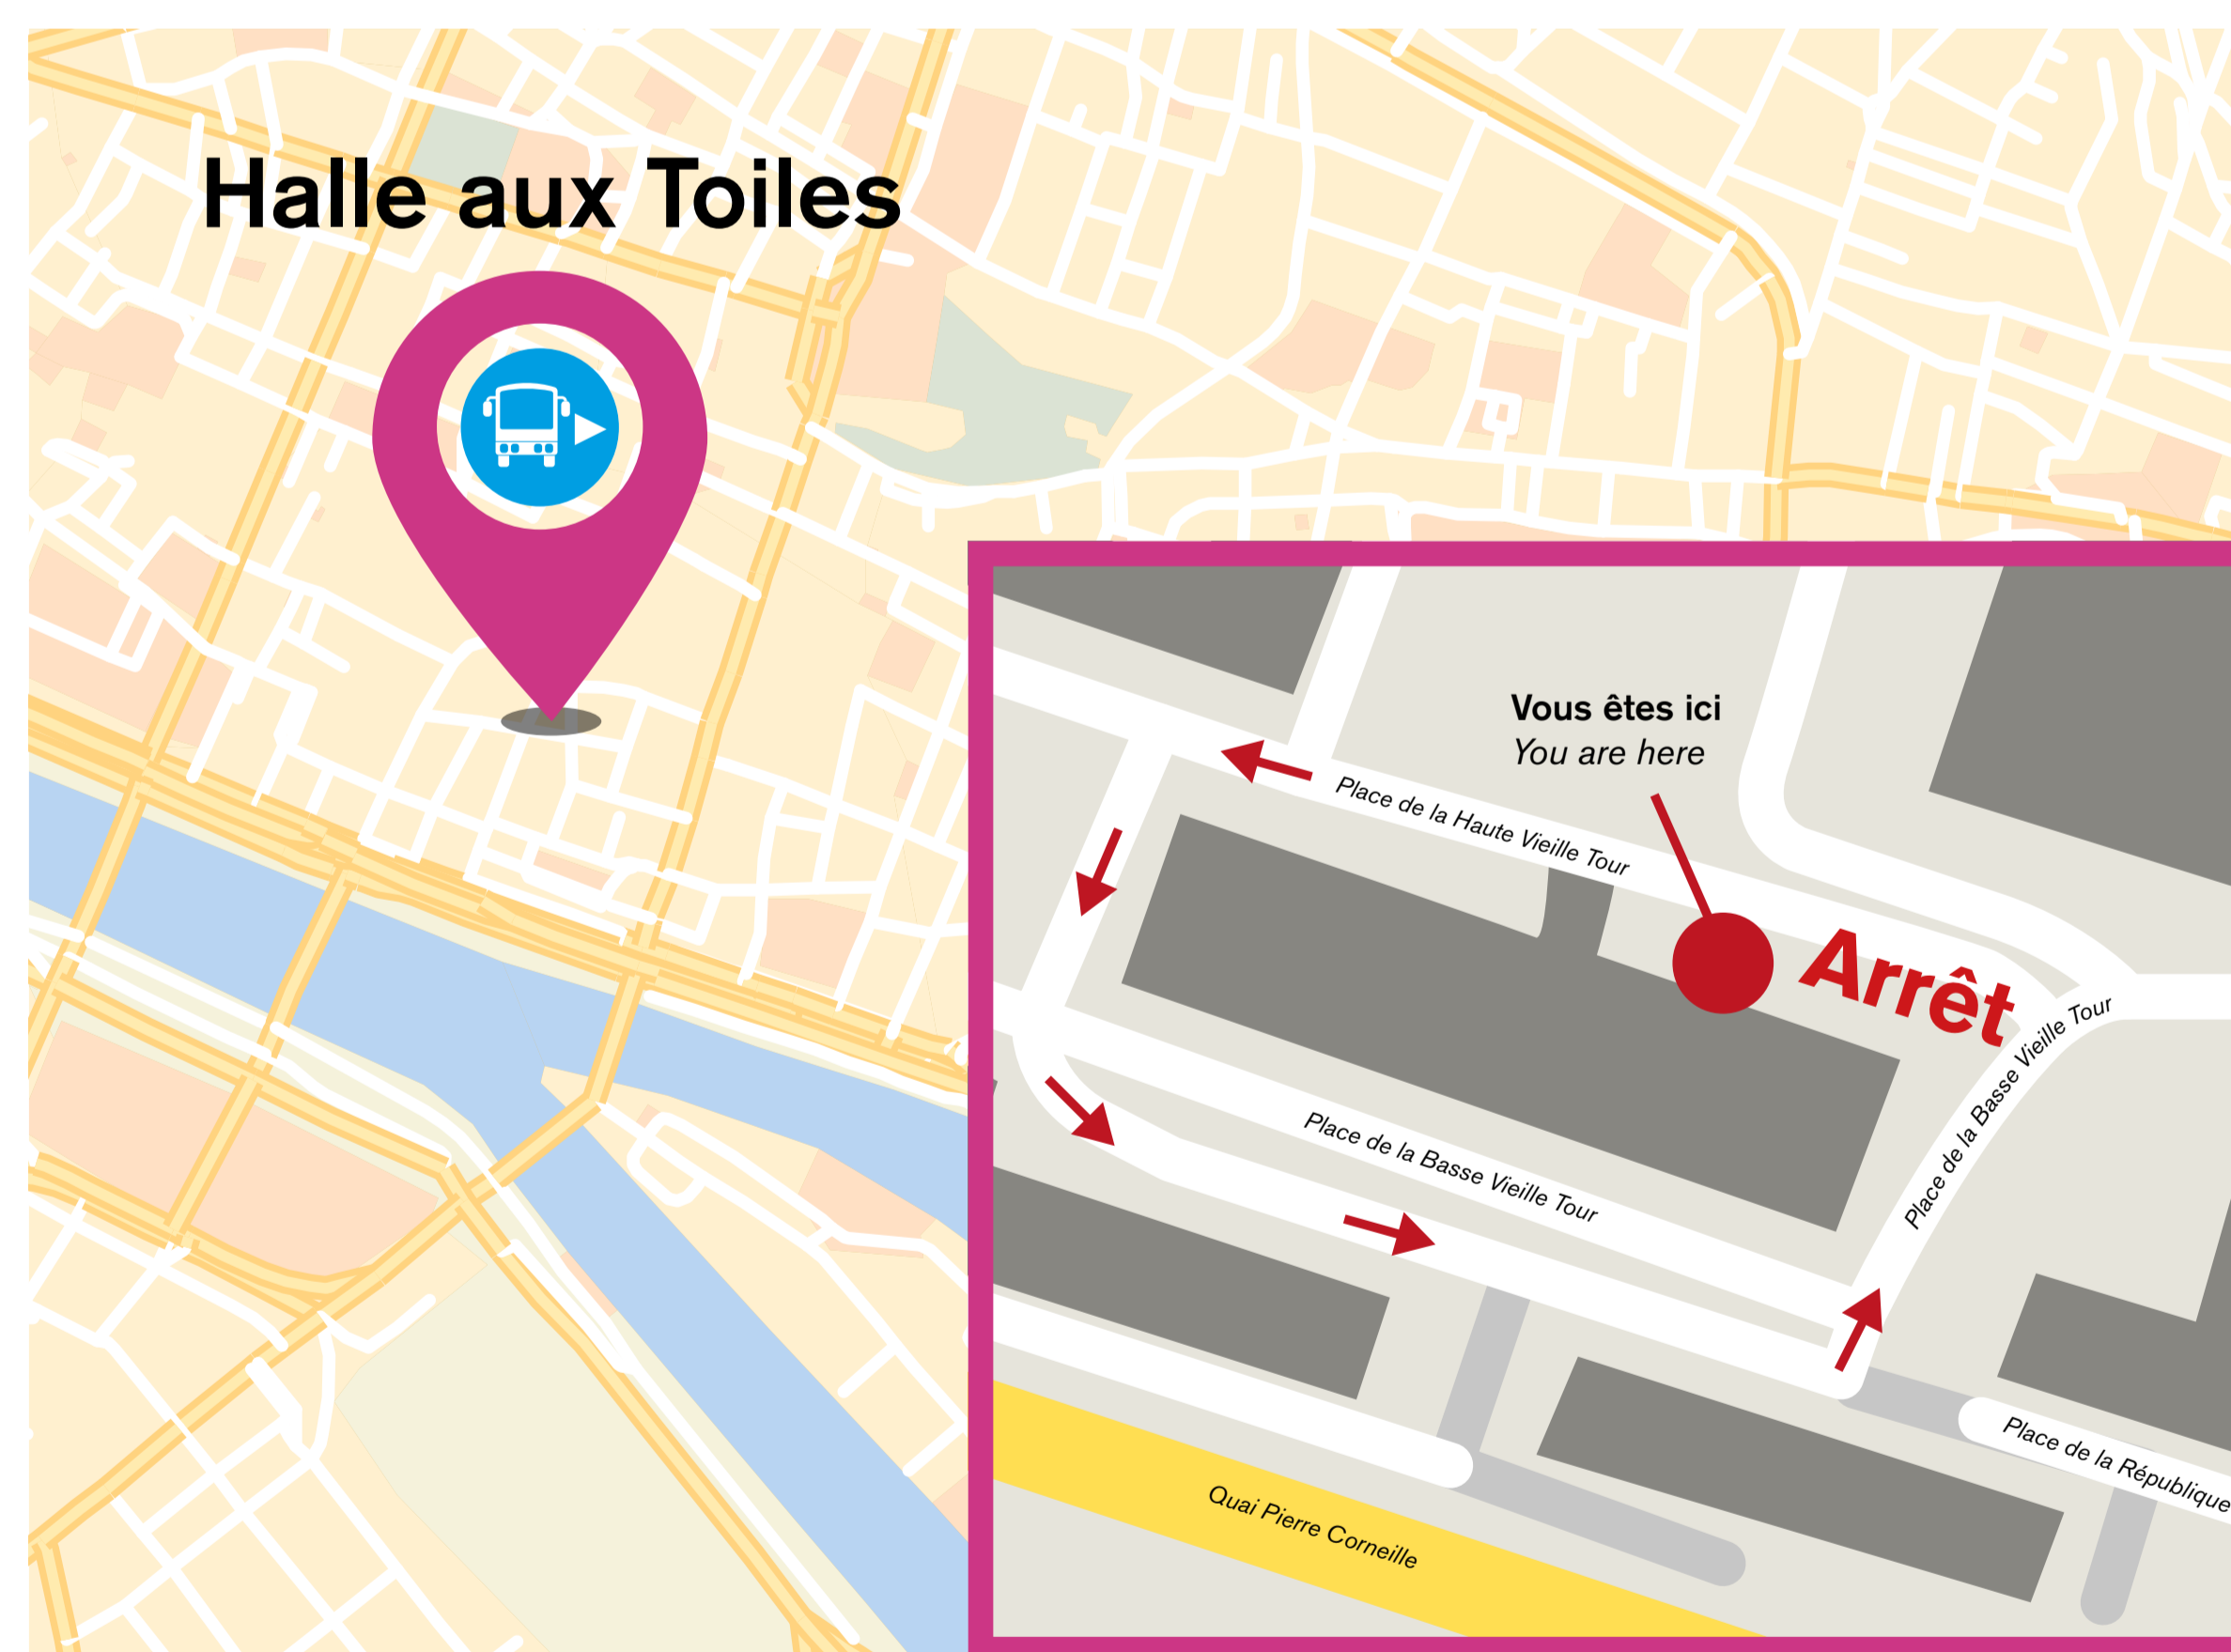 Halle aux Toiles
Vous êtes ici
You are here
Place de la Haute Vieille Tour
Arrêt
Place de la Basse Vieille Tour
Place de la Basse Vieille Tour
Place de la République
Quai Pierre Corneille